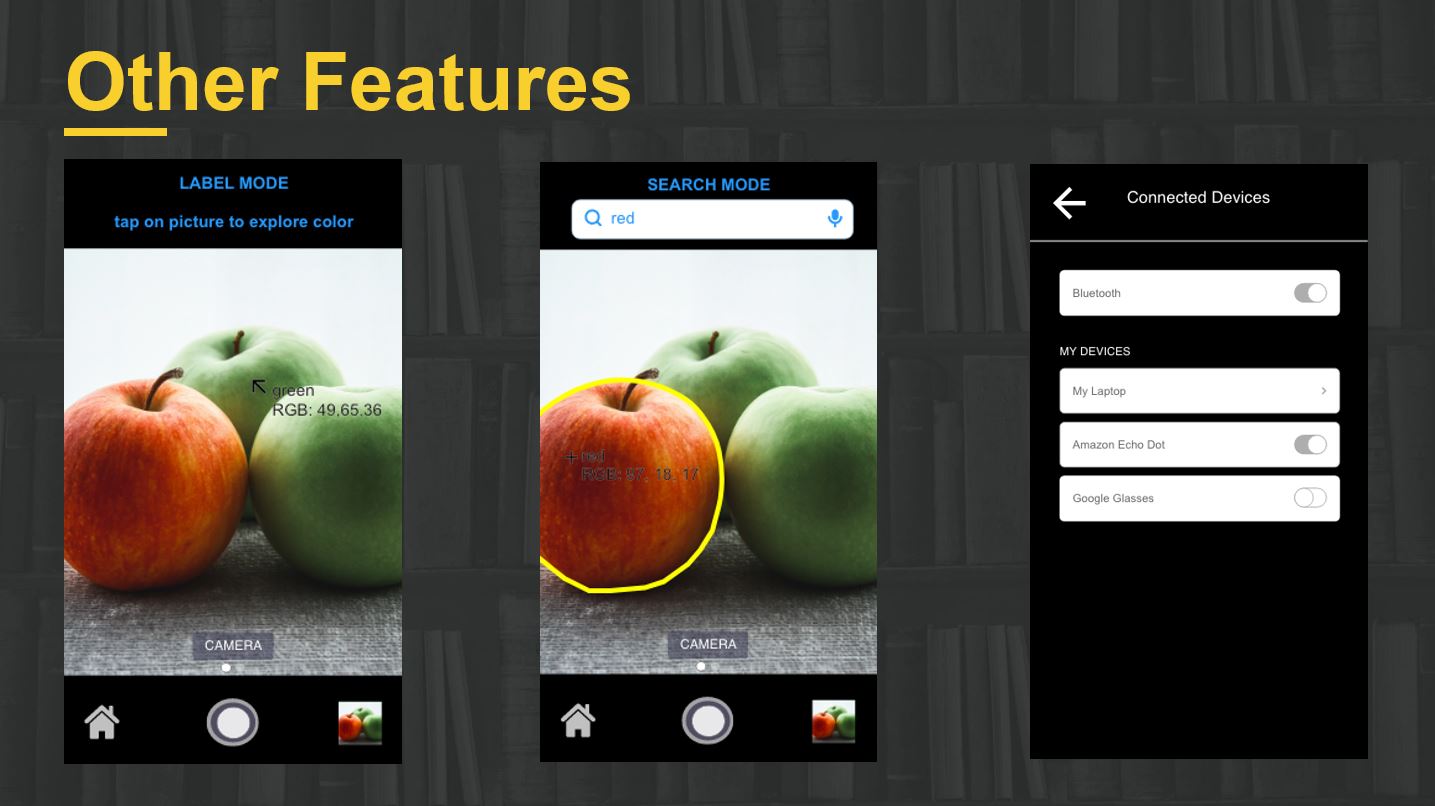 Other Features
LABEL MODE
tap on picture to explore color
green
RGB: 49,65.36
CAMERA
SEARCH MODE
red
red
RGB: 97, 18, 17
CAMERA
Connected Devices
Bluetooth
MY DEVICES
My Laptop
Amazon Echo Dot
Google Glasses